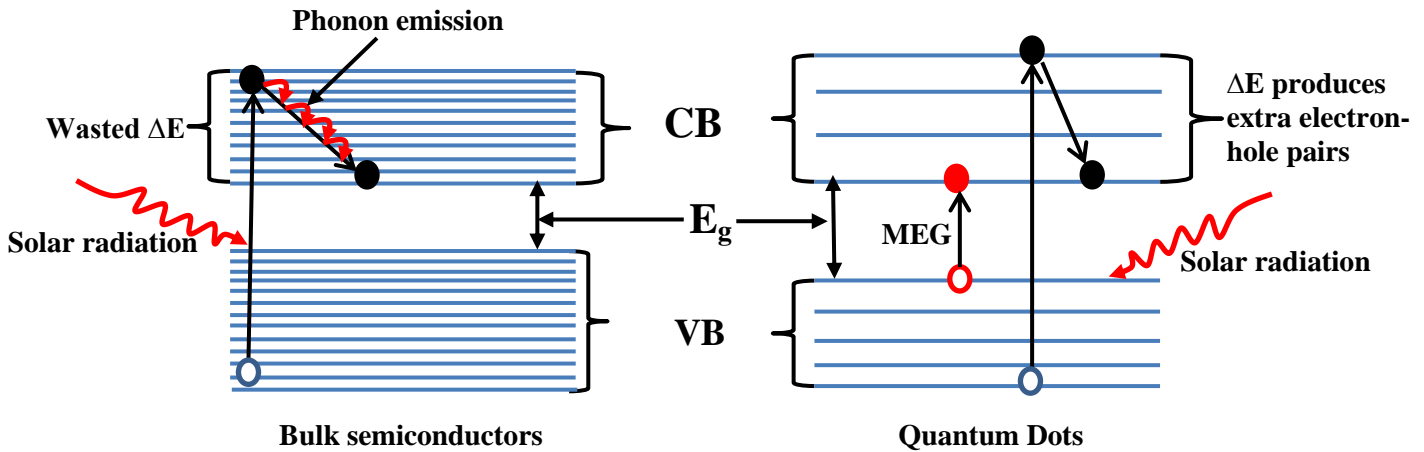 Phonon emission
Wasted ΔE
CB
ΔE produces
extra electron-
hole pairs
Solar radiation
E_g
MEG
Solar radiation
VB
Bulk semiconductors
Quantum Dots